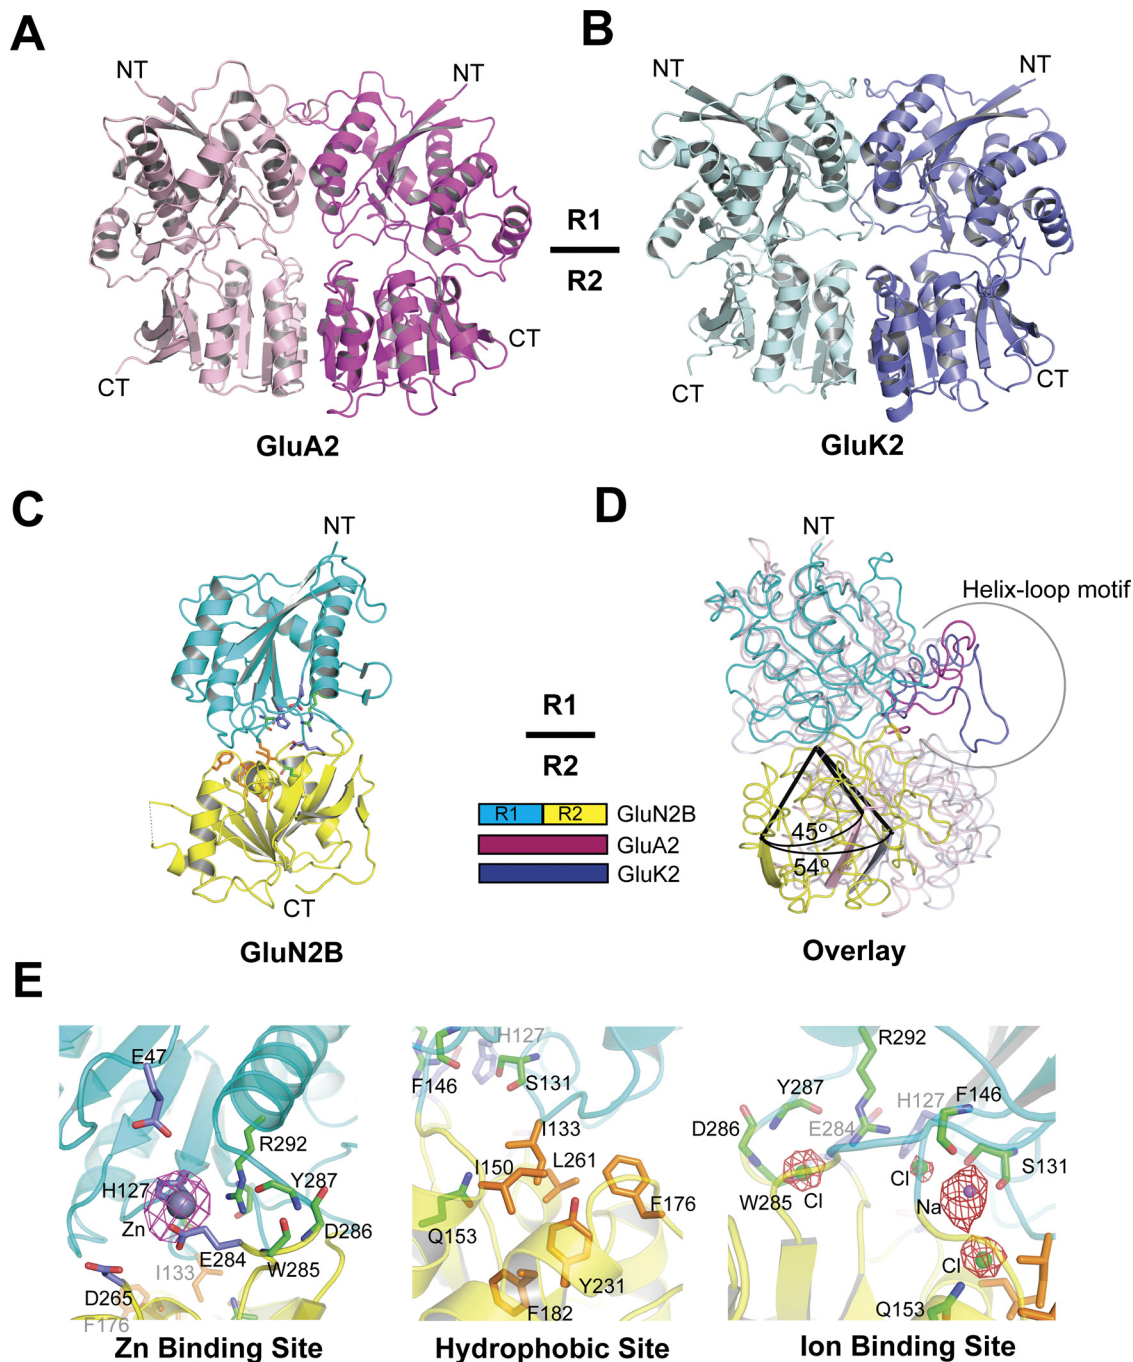 A
B
NT
NT
NT
NT
R1
R2
CT
CT
CT
CT
GluA2
GluK2
C
D
NT
NT
Helix-loop motif
R1
R2
R1 R2 GluN2B
GluA2
GluK2
45º
54º
CT
GluN2B
Overlay
E
E47
R292
H127
Zn
Y287
D286
E284
W285
I133
D265
F176
Zn Binding Site
H127
F146
S131
I133
I150
L261
F176
Q153
Y231
F182
Hydrophobic Site
R292
Y287
H127
F146
D286
E284
S131
Cl
W285
Cl
Na
Cl
Q153
Ion Binding Site